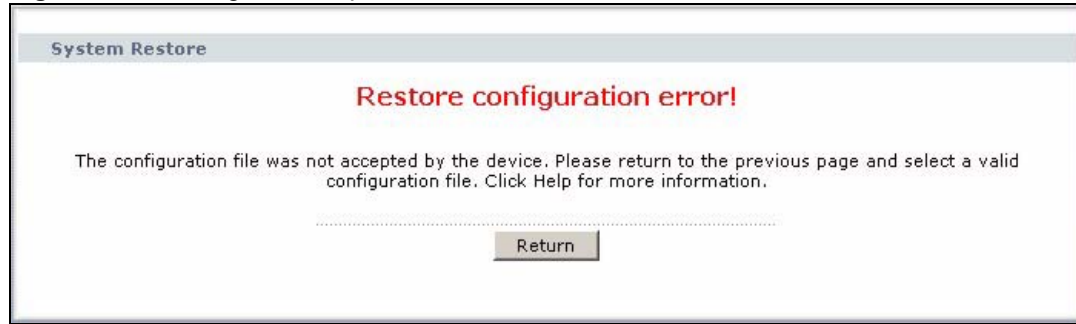 System Restore
Restore configuration error!
The configuration file was not accepted by the device. Please return to the previous page and select a valid
configuration file. Click Help for more information.
Return